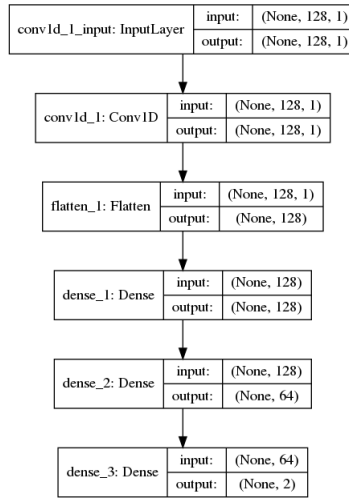 conv1d_1_input: InputLayer
input: (None, 128, 1)
output: (None, 128, 1)
conv1d_1: Conv1D
input: (None, 128, 1)
output: (None, 128, 1)
flatten_1: Flatten
input: (None, 128, 1)
output: (None, 128)
dense_1: Dense
input: (None, 128)
output: (None, 128)
dense_2: Dense
input: (None, 128)
output: (None, 64)
dense_3: Dense
input: (None, 64)
output: (None, 2)